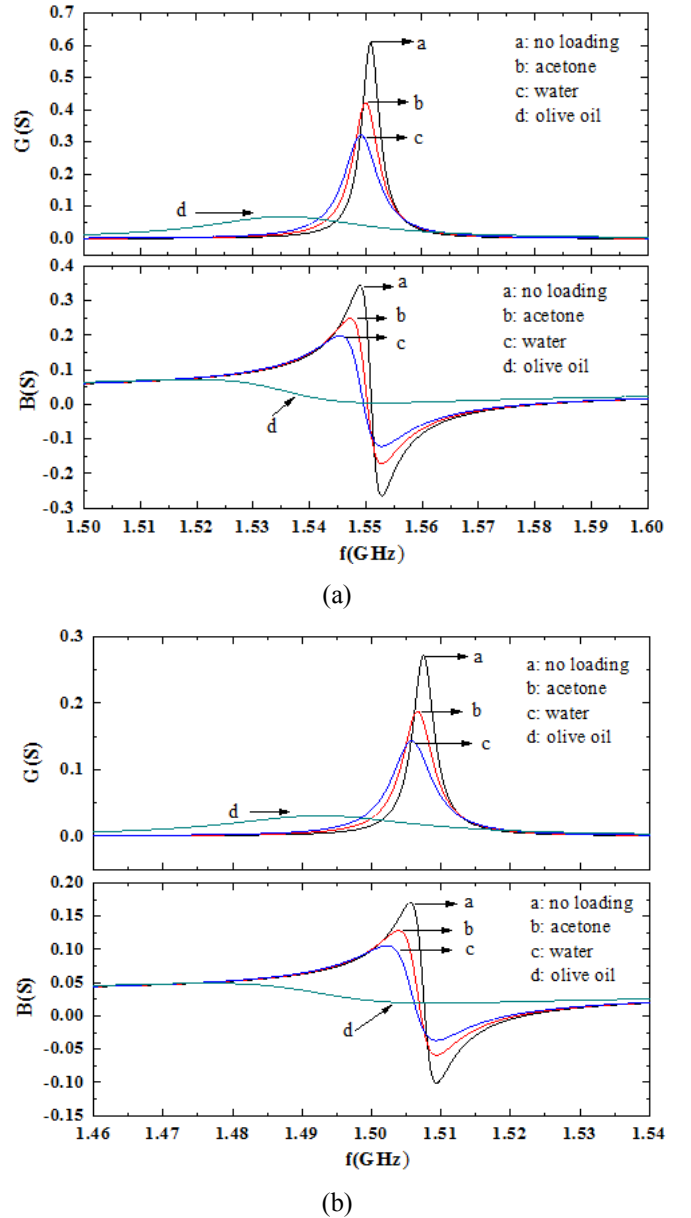 0.7
0.6
0.5
0.4
0.3
0.2
0.1
0.0
G(S)
a
b
c
d
a: no loading
b: acetone
c: water
d: olive oil
0.4
0.3
0.2
0.1
0.0
-0.1
-0.2
-0.3
B(S)
a
b
c
d
a: no loading
b: acetone
c: water
d: olive oil
1.50 1.51 1.52 1.53 1.54 1.55 1.56 1.57 1.58 1.59 1.60
f(GHz)
(a)
0.3
0.2
0.1
0.0
G(S)
a
b
c
d
a: no loading
b: acetone
c: water
d: olive oil
0.20
0.15
0.10
0.05
0.00
-0.05
-0.10
-0.15
B(S)
a
b
c
d
a: no loading
b: acetone
c: water
d: olive oil
1.46 1.47 1.48 1.49 1.50 1.51 1.52 1.53 1.54
f(GHz)
(b)